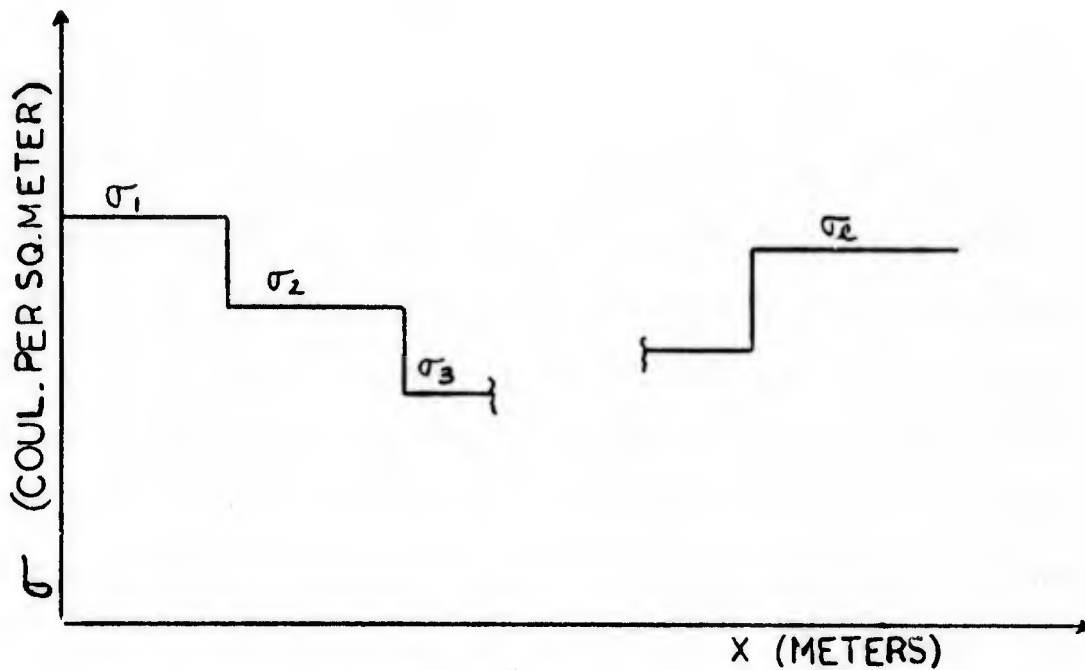 σ (COUL. PER SQ. METER)
σ1
σ2
σ3
σe
X (METERS)